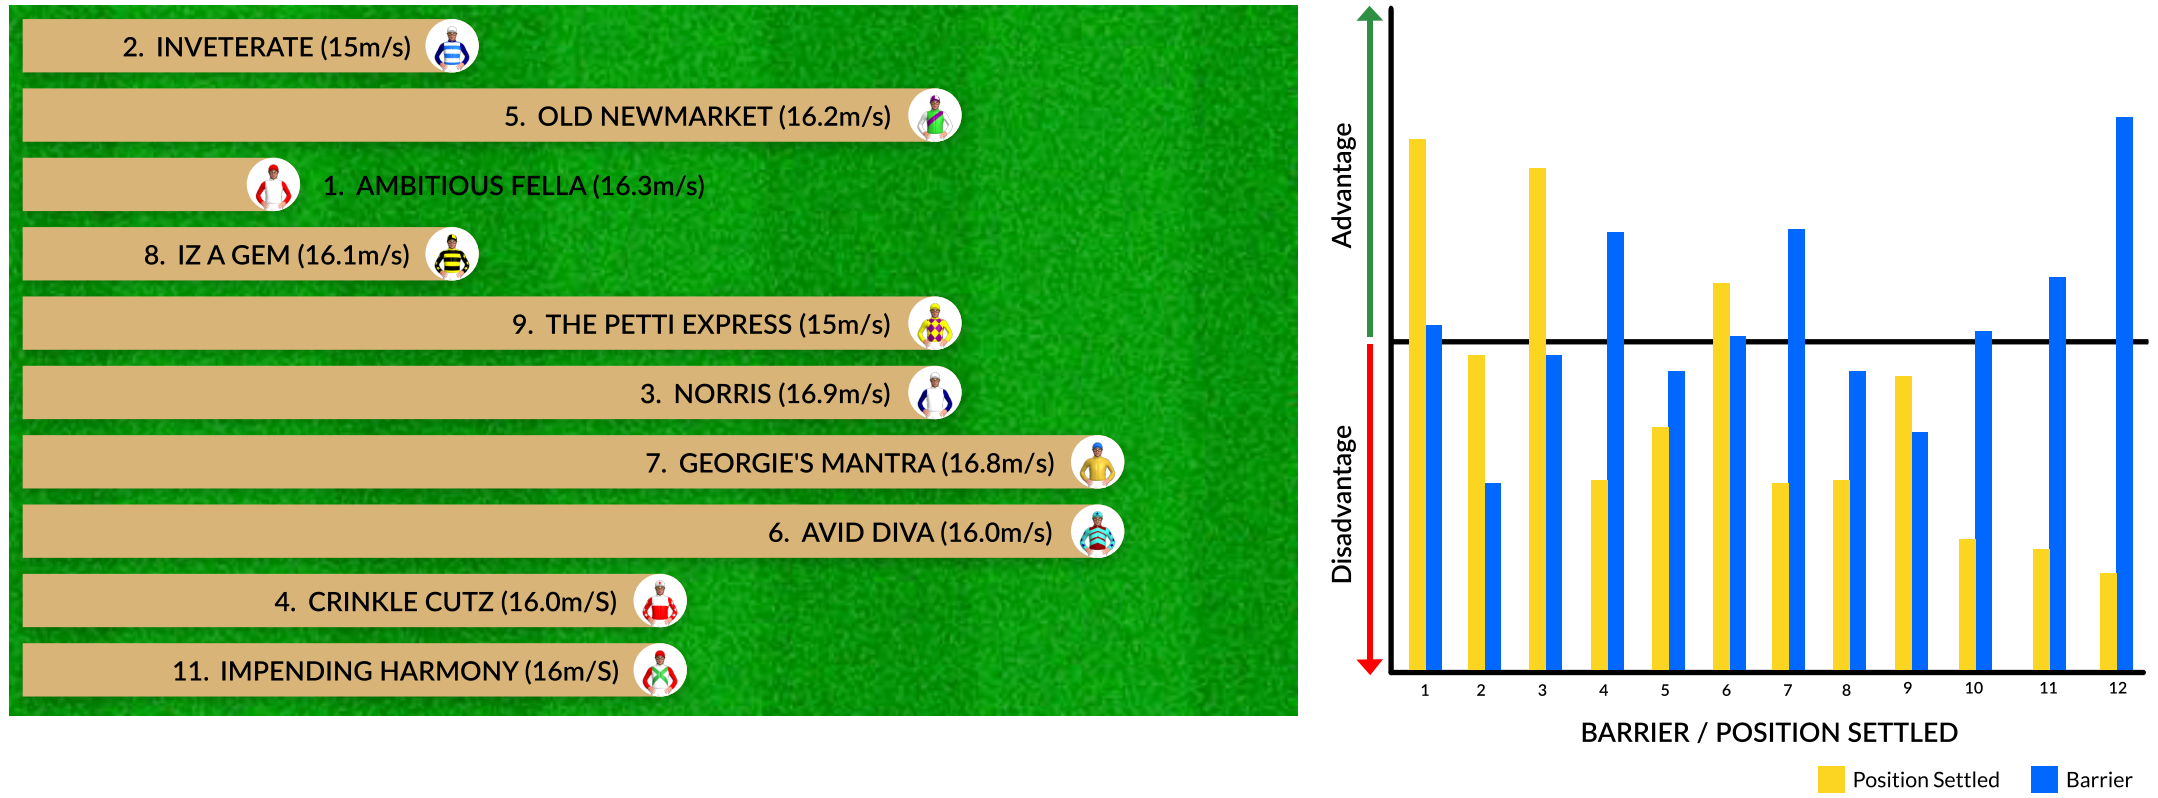 2. INVETERATE (15m/s)
5. OLD NEWMARKET (16.2m/s)
1. AMBITIOUS FELLA (16.3m/s)
8. IZ A GEM (16.1m/s)
9. THE PETTI EXPRESS (15m/s)
3. NORRIS (16.9m/s)
7. GEORGIE'S MANTRA (16.8m/s)
6. AVID DIVA (16.0m/s)
4. CRINKLE CUTZ (16.0m/S)
11. IMPENDING HARMONY (16m/S)
Advantage
Disadvantage
1 2 3 4 5 6 7 8 9 10 11 12
BARRIER / POSITION SETTLED
Position Settled Barrier